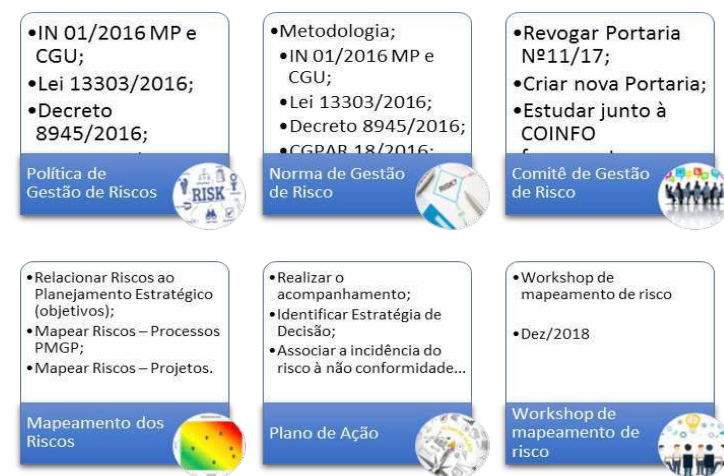 •IN 01/2016 MP e
CGU;
•Lei 13303/2016;
•Decreto
8945/2016;
Política de
Gestão de Riscos
RISK
•Metodologia;
•IN 01/2016 MP e
CGU;
•Lei 13303/2016;
•Decreto 8945/2016;
•CGPAR 18/2016;
Norma de Gestão
de Risco
•Revogar Portaria
Nº11/17;
•Criar nova Portaria;
•Estudar junto à
COINFO
Comitê de Gestão
de Risco
•Relacionar Riscos ao
Planejamento Estratégico
(objetivos);
•Mapear Riscos – Processos
PMGP;
•Mapear Riscos – Projetos.
Mapeamento dos
Riscos
•Realizar o
acompanhamento;
•Identificar Estratégia de
Decisão;
•Associar a incidência do
risco à não conformidade...
Plano de Ação
•Workshop de
mapeamento de risco
•Dez/2018
Workshop de
mapeamento de
risco